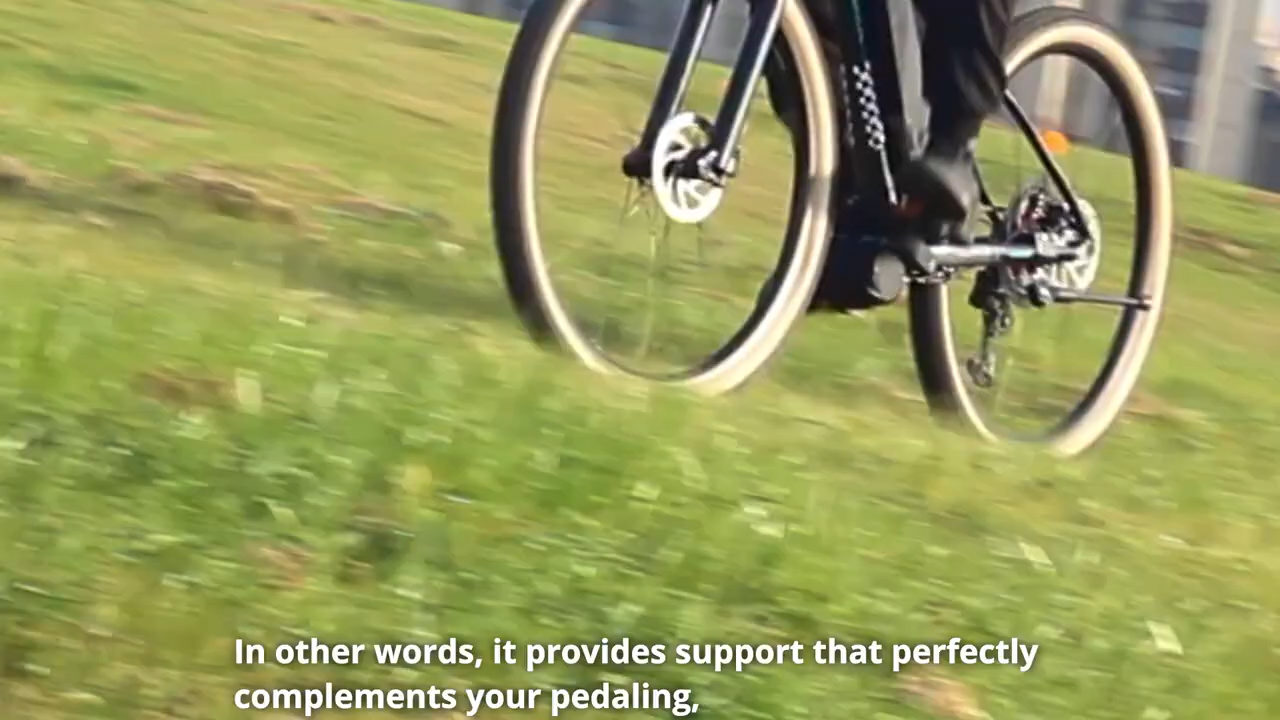 In other words, it provides support that perfectly
complements your pedaling,